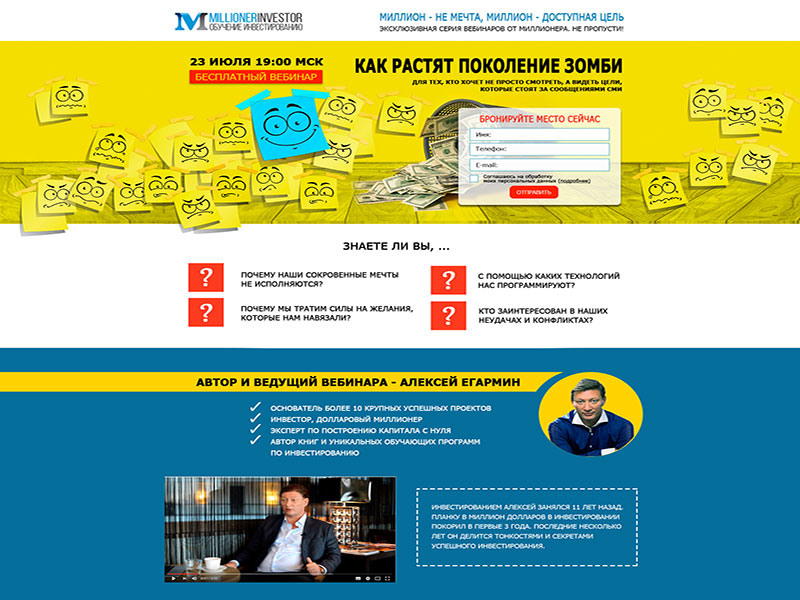 MILLIONERINVESTOR
ОБУЧЕНИЕ ИНВЕСТИРОВАНИЮ
МИЛЛИОН - НЕ МЕЧТА, МИЛЛИОН - ДОСТУПНАЯ ЦЕЛЬ
ЭКСКЛЮЗИВНАЯ СЕРИЯ ВЕБИНАРОВ ОТ МИЛЛИОНЕРА. НЕ ПРОПУСТИ!
23 ИЮЛЯ 19:00 МСК
БЕСПЛАТНЫЙ ВЕБИНАР
КАК РАСТЯТ ПОКОЛЕНИЕ ЗОМБИ
ДЛЯ ТЕХ, КТО ХОЧЕТ НЕ ПРОСТО СМОТРЕТЬ, А ВИДЕТЬ ЦЕЛИ,
КОТОРЫЕ СТОЯТ ЗА СООБЩЕНИЯМИ СМИ
БРОНИРУЙТЕ МЕСТО СЕЙЧАС
Имя:
Телефон:
E-mail:
Соглашаюсь на обработку
моих персональных данных (подробнее)
ОТПРАВИТЬ
ЗНАЕТЕ ЛИ ВЫ, ...
? ПОЧЕМУ НАШИ СОКРОВЕННЫЕ МЕЧТЫ
НЕ ИСПОЛНЯЮТСЯ?
? С ПОМОЩЬЮ КАКИХ ТЕХНОЛОГИЙ
НАС ПРОГРАММИРУЮТ?
? ПОЧЕМУ МЫ ТРАТИМ СИЛЫ НА ЖЕЛАНИЯ,
КОТОРЫЕ НАМ НАВЯЗАЛИ?
? КТО ЗАИНТЕРЕСОВАН В НАШИХ
НЕУДАЧАХ И КОНФЛИКТАХ?
АВТОР И ВЕДУЩИЙ ВЕБИНАРА - АЛЕКСЕЙ ЕГАРМИН
ОСНОВАТЕЛЬ БОЛЕЕ 10 КРУПНЫХ УСПЕШНЫХ ПРОЕКТОВ
ИНВЕСТОР, ДОЛЛАРОВЫЙ МИЛЛИОНЕР
ЭКСПЕРТ ПО ПОСТРОЕНИЮ КАПИТАЛА С НУЛЯ
АВТОР КНИГ И УНИКАЛЬНЫХ ОБУЧАЮЩИХ ПРОГРАММ
ПО ИНВЕСТИРОВАНИЮ
ИНВЕСТИРОВАНИЕМ АЛЕКСЕЙ ЗАНЯЛСЯ 11 ЛЕТ НАЗАД.
ПЛАНКУ В МИЛЛИОН ДОЛЛАРОВ В ИНВЕСТИРОВАНИИ
ПОКОРИЛ В ПЕРВЫЕ 3 ГОДА. ПОСЛЕДНИЕ НЕСКОЛЬКО
ЛЕТ ОН ДЕЛИТСЯ ТОНКОСТЯМИ И СЕКРЕТАМИ
УСПЕШНОГО ИНВЕСТИРОВАНИЯ.